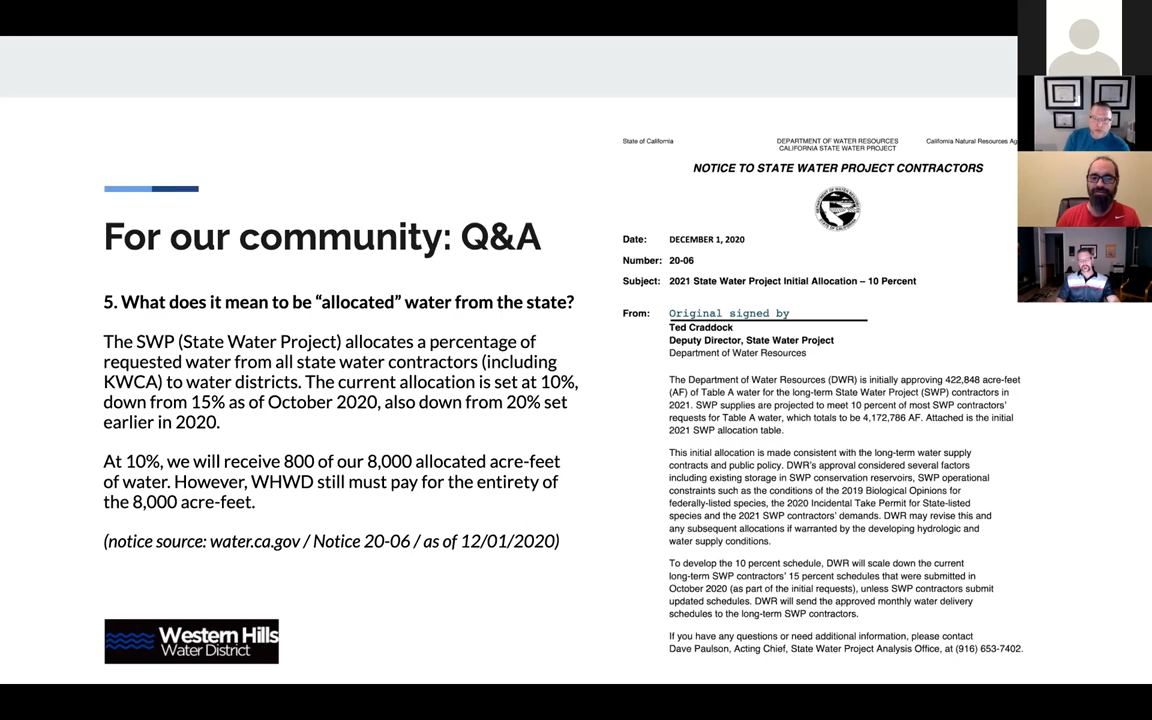 For our community: Q&A
5. What does it mean to be “allocated” water from the state?
The SWP (State Water Project) allocates a percentage of
requested water from all state water contractors (including
KWCA) to water districts. The current allocation is set at 10%,
down from 15% as of October 2020, also down from 20% set
earlier in 2020.
At 10%, we will receive 800 of our 8,000 allocated acre-feet
of water. However, WHWD still must pay for the entirety of
the 8,000 acre-feet.
(notice source: water.ca.gov / Notice 20-06 / as of 12/01/2020)
Western Hills
Water District
State of California
DEPARTMENT OF WATER RESOURCES
CALIFORNIA STATE WATER PROJECT
California Natural Resources Ag
NOTICE TO STATE WATER PROJECT CONTRACTORS
Date: DECEMBER 1, 2020
Number: 20-06
Subject: 2021 State Water Project Initial Allocation – 10 Percent
From: Original signed by
Ted Craddock
Deputy Director, State Water Project
Department of Water Resources
The Department of Water Resources (DWR) is initially approving 422,848 acre-feet
(AF) of Table A water for the long-term State Water Project (SWP) contractors in
2021. SWP supplies are projected to meet 10 percent of most SWP contractors’
requests for Table A water, which totals to be 4,172,786 AF. Attached is the initial
2021 SWP allocation table.
This initial allocation is made consistent with the long-term water supply
contracts and public policy. DWR’s approval considered several factors
including existing storage in SWP conservation reservoirs, SWP operational
constraints such as the conditions of the 2019 Biological Opinions for
federally-listed species, the 2020 Incidental Take Permit for State-listed
species and the 2021 SWP contractors’ demands. DWR may revise this and
any subsequent allocations if warranted by the developing hydrologic and
water supply conditions.
To develop the 10 percent schedule, DWR will scale down the current
long-term SWP contractors’ 15 percent schedules that were submitted in
October 2020 (as part of the initial requests), unless SWP contractors submit
updated schedules. DWR will send the approved monthly water delivery
schedules to the long-term SWP contractors.
If you have any questions or need additional information, please contact
Dave Paulson, Acting Chief, State Water Project Analysis Office, at (916) 653-7402.